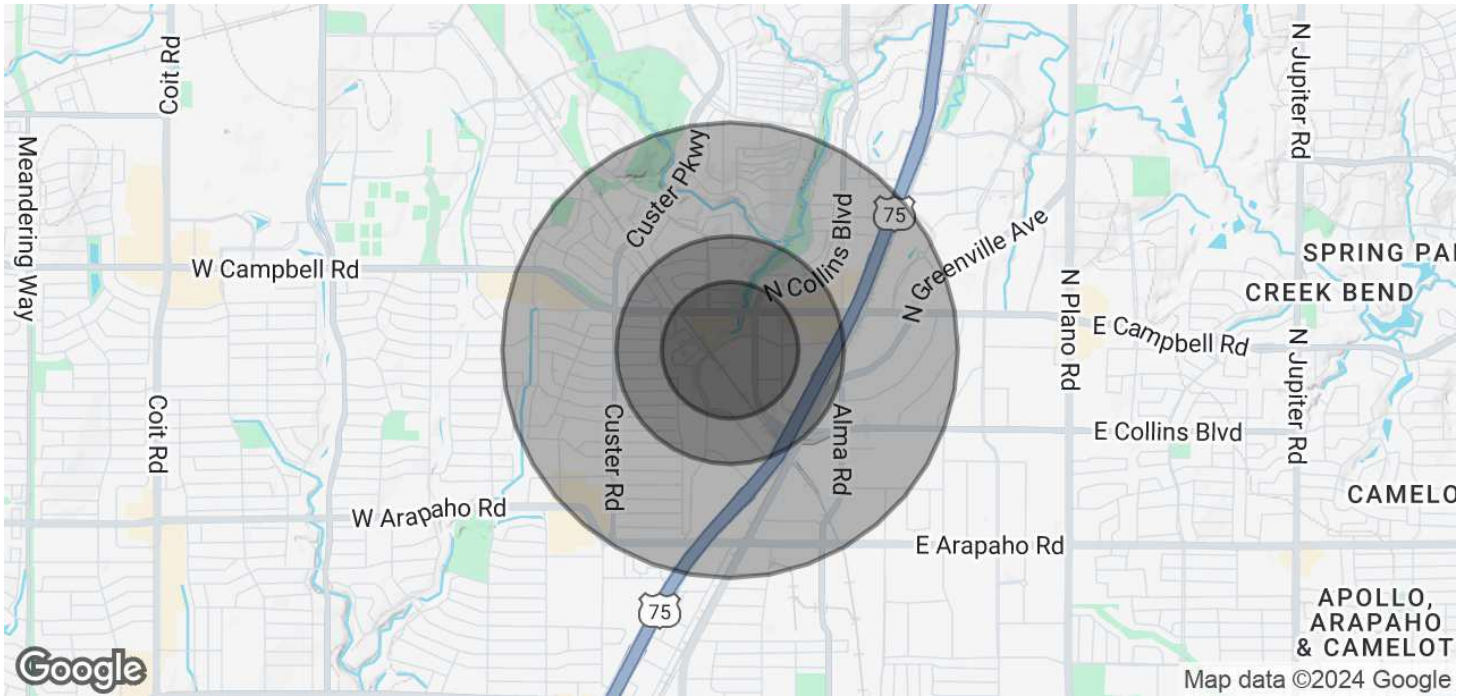 Coit Rd
N Jupiter Rd
Meandering Way
Custer Pkwy
N Collins Blvd
75
N Greenville Ave
W Campbell Rd
SPRING PAR
CREEK BEND
N Plano Rd
E Campbell Rd
N Jupiter Rd
Coit Rd
Custer Rd
Alma Rd
E Collins Blvd
CAMELO
W Arapaho Rd
E Arapaho Rd
75
APOLLO,
ARAPAHO
& CAMELOT
Google
Map data ©2024 Google